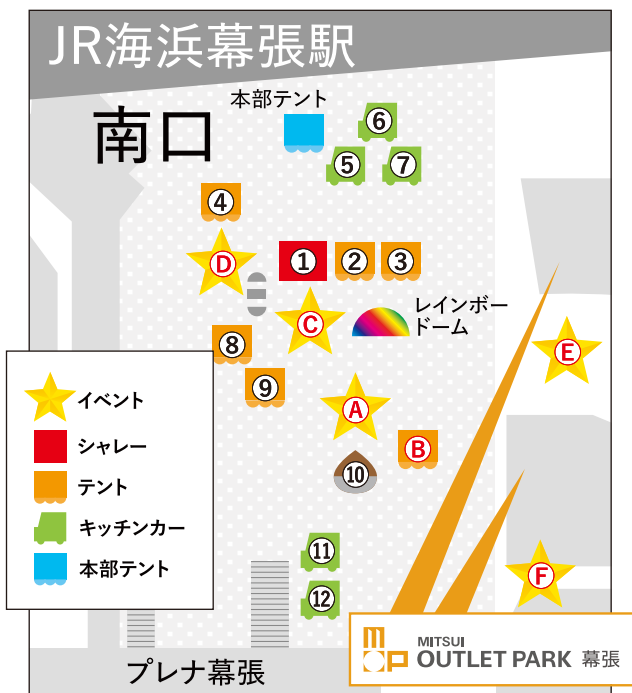 JR海浜幕張駅
南口
本部テント
⑥
⑤
⑦
④
D
①
②
③
C
レインボー
ドーム
⑧
⑨
A
B
⑩
E
⑪
⑫
F
イベント
シャレー
テント
キッチンカー
本部テント
プレナ幕張
MITSUI
OUTLET PARK 幕張